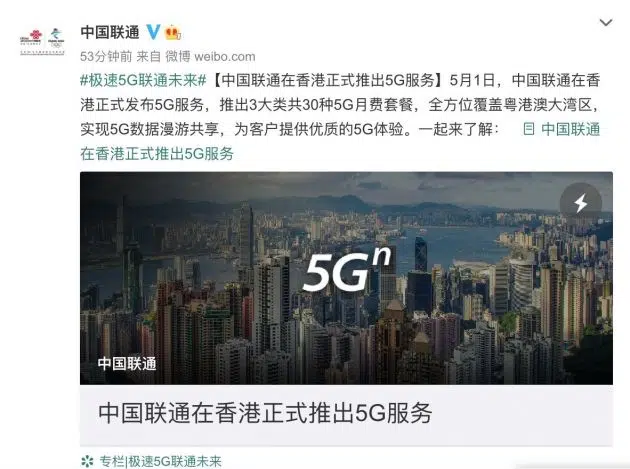 中国联通
53分钟前 来自 微博 weibo.com
#极速5G联通未来#【中国联通在香港正式推出5G服务】5月1日，中国联通在香
港正式发布5G服务，推出3大类共30种5G月费套餐，全方位覆盖粤港澳大湾区，
实现5G数据漫游共享，为客户提供优质的5G体验。一起来了解： 中国联通
在香港正式推出5G服务
5Gⁿ
中国联通
中国联通在香港正式推出5G服务
专栏|极速5G联通未来